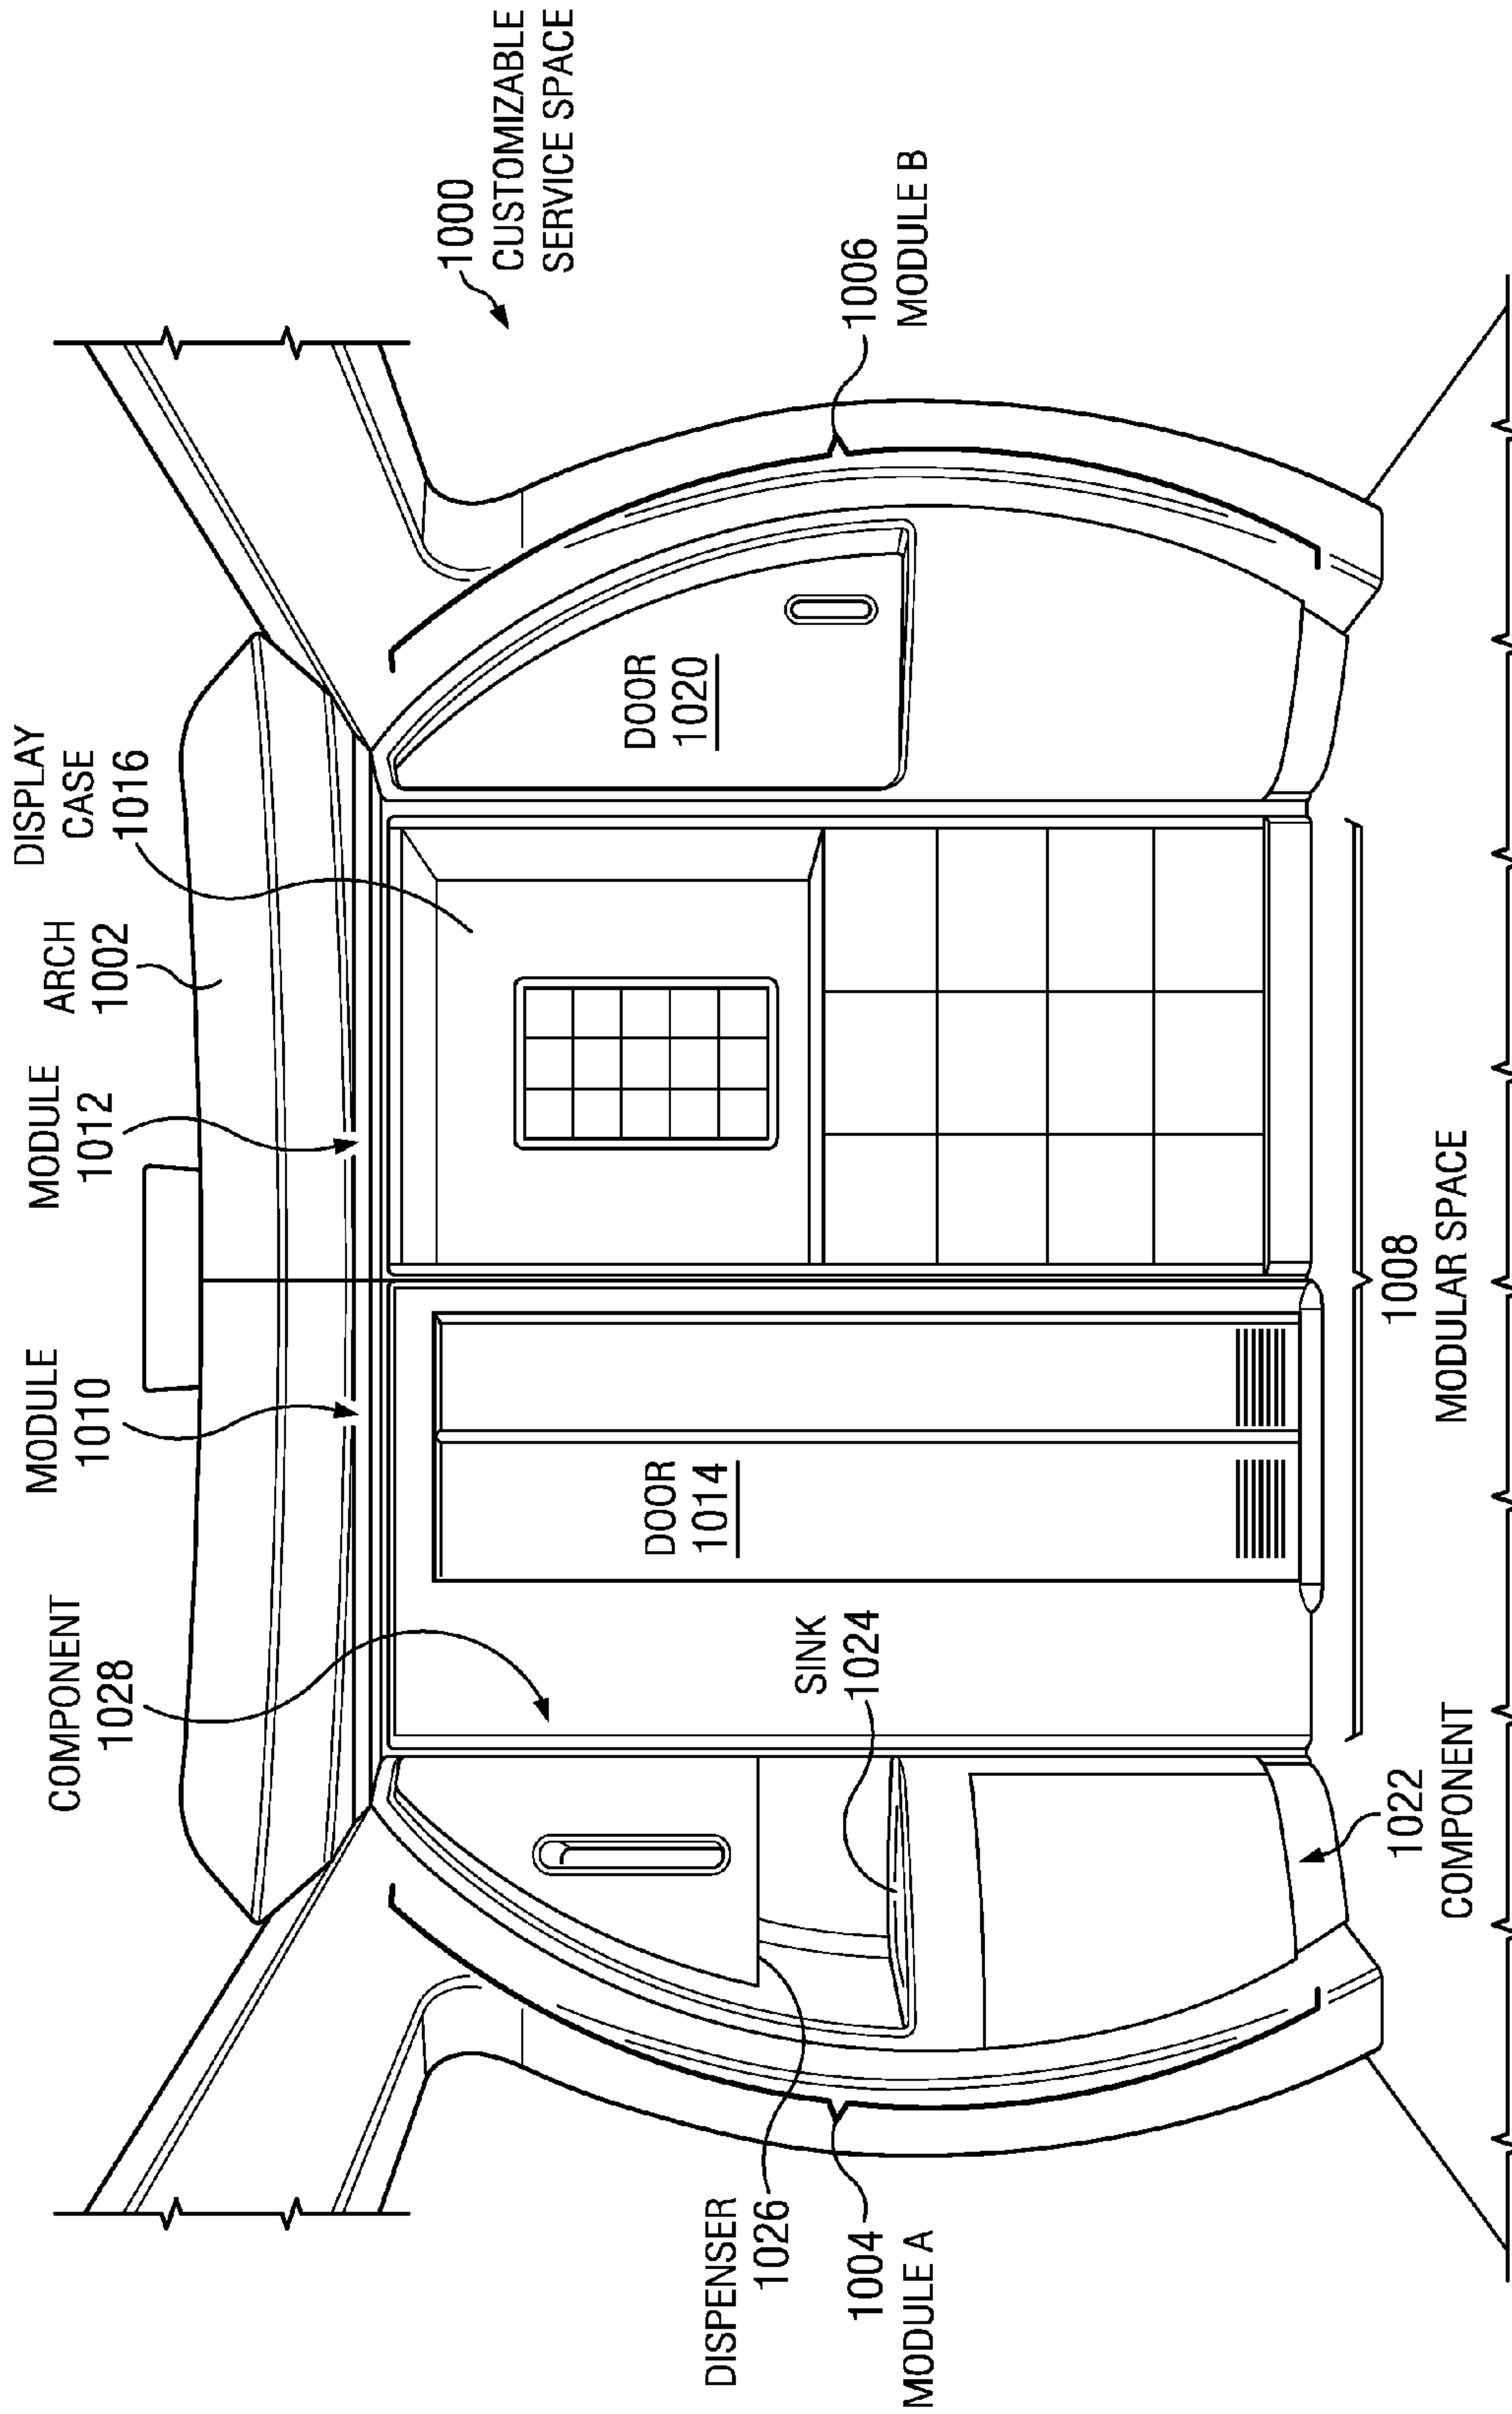 COMPONENT
1028
MODULE
1010
MODULE
1012
ARCH
1002
DISPLAY
CASE
1016
1000
CUSTOMIZABLE
SERVICE SPACE
DISPENSER
1026
1004
MODULE A
SINK
1024
DOOR
1014
DOOR
1020
1006
MODULE B
1022
COMPONENT
1008
MODULAR SPACE